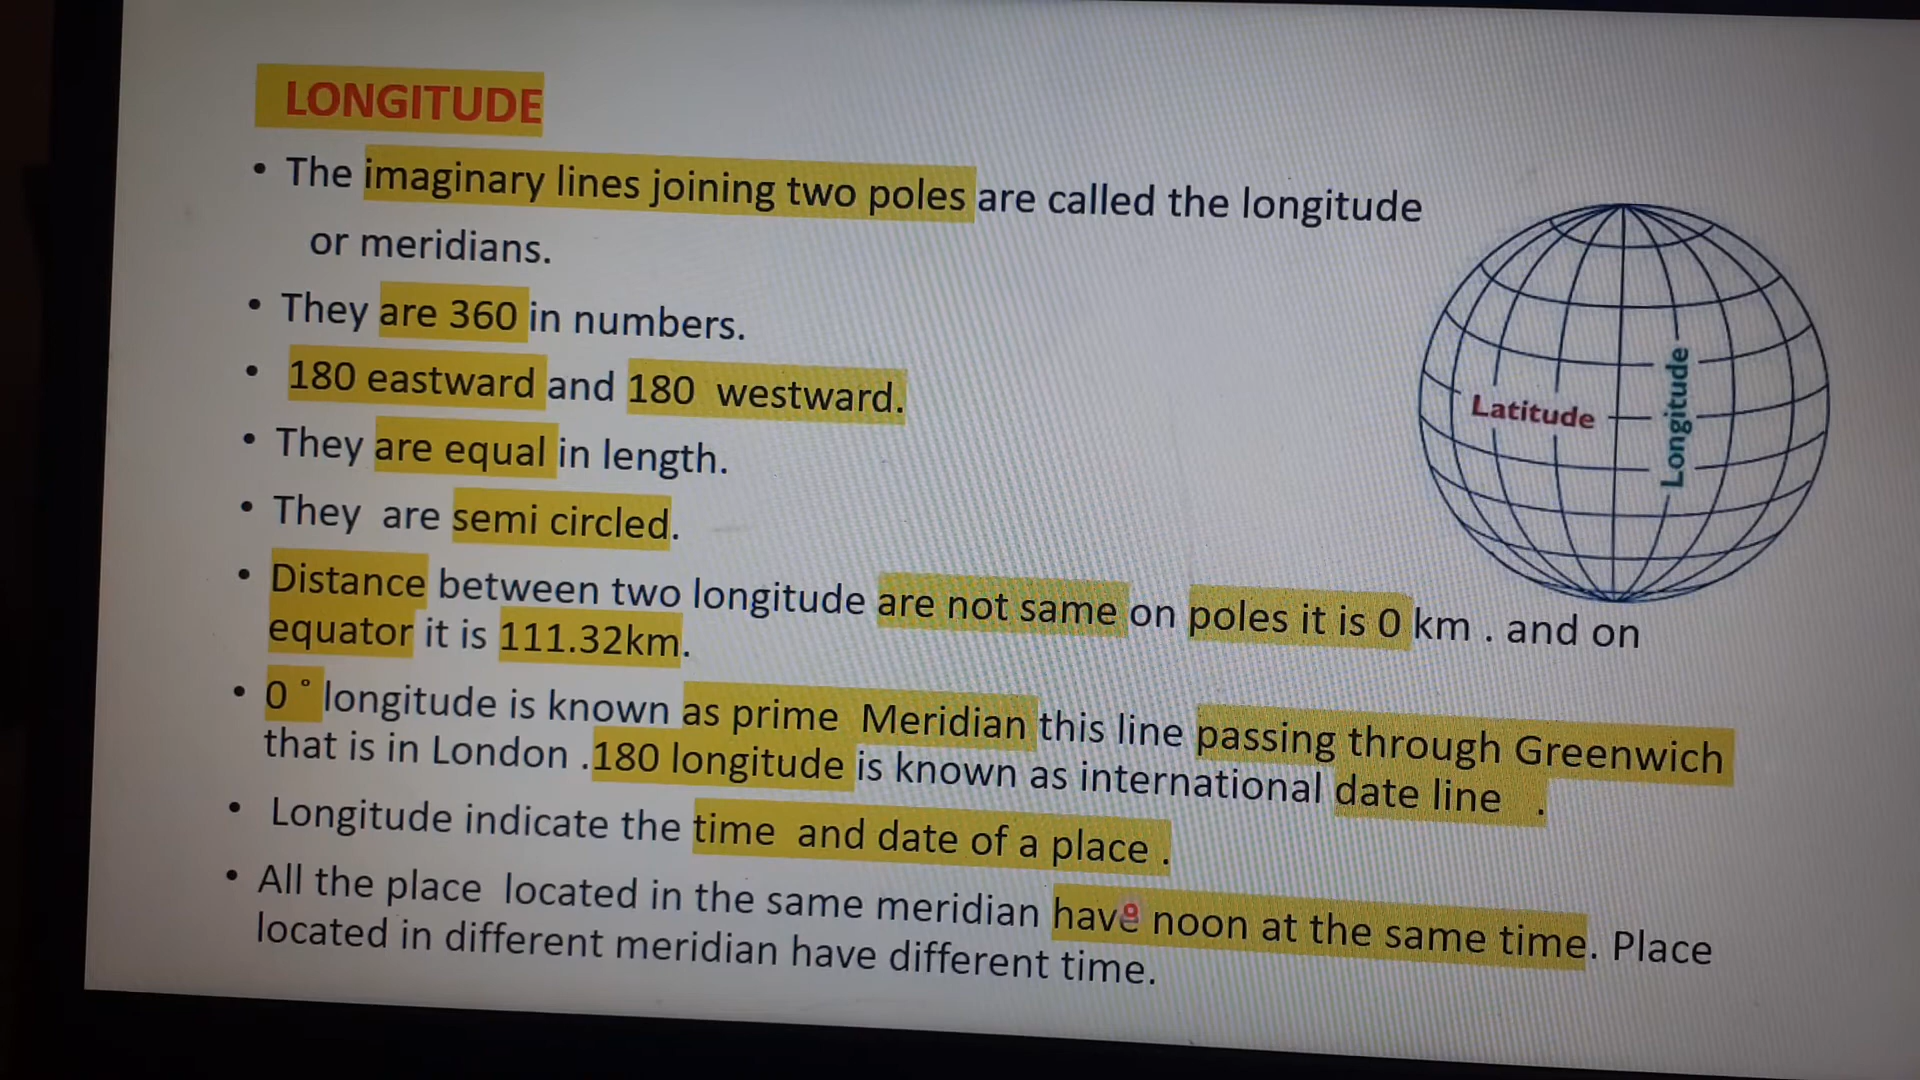 LONGITUDE
• The imaginary lines joining two poles are called the longitude
or meridians.
• They are 360 in numbers.
• 180 eastward and 180 westward.
• They are equal in length.
• They are semi circled.
• Distance between two longitude are not same on poles it is 0 km . and on
equator it is 111.32km.
• 0 ° longitude is known as prime Meridian this line passing through Greenwich
that is in London .180 longitude is known as international date line .
• Longitude indicate the time and date of a place .
• All the place located in the same meridian have noon at the same time. Place
located in different meridian have different time.
Latitude
Longitude